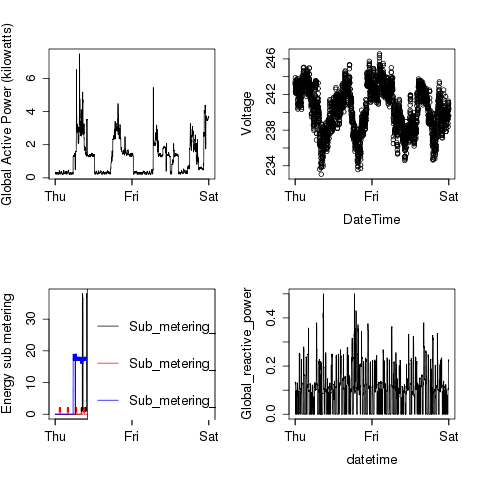 Global Active Power (kilowatts)
6
4
2
0
Thu Fri Sat
Voltage
246
242
238
234
Thu Fri Sat
DateTime
Energy sub metering
30
20
10
0
Sub_metering_
Sub_metering_
Sub_metering_
Thu Fri Sat
Global_reactive_power
0.4
0.2
0.0
Thu Fri Sat
datetime